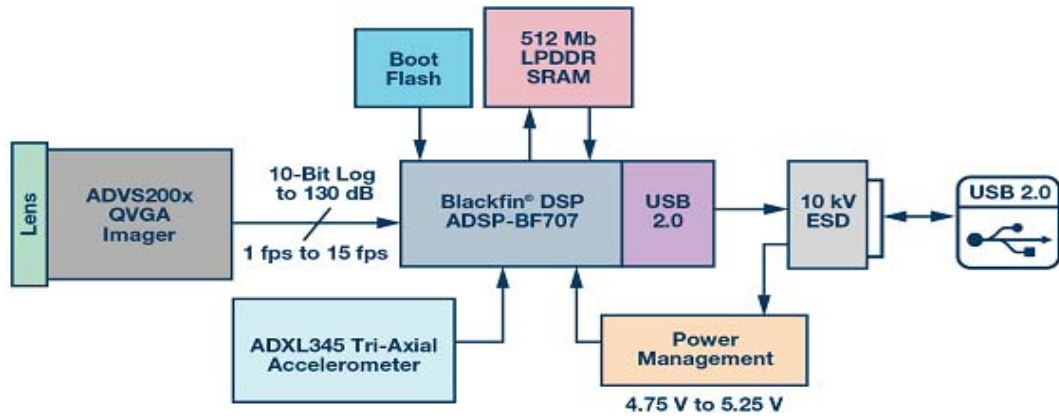 Boot
Flash
512 Mb
LPDDR
SRAM
Lens
ADVS200x
QVGA
Imager
10-Bit Log
to 130 dB
1 fps to 15 fps
Blackfin® DSP
ADSP-BF707
USB
2.0
10 kV
ESD
USB 2.0
ADXL345 Tri-Axial
Accelerometer
Power
Management
4.75 V to 5.25 V